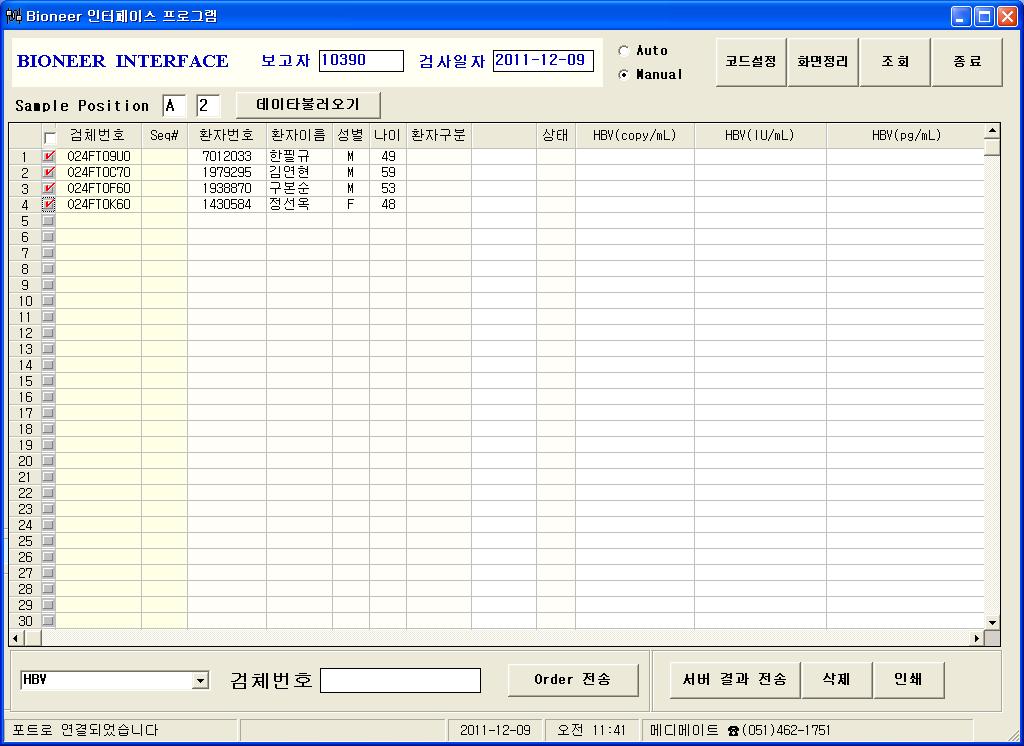 Bioneer 인터페이스 프로그램
BIONEER INTERFACE 보고자 10390 검사일자 2011-12-09 Auto Manual 코드설정 화면정리 조회 종료
Sample Position A 2 데이타불러오기
검체번호 Seq# 환자번호 환자이름 성별 나이 환자구분 상태 HBV(copy/mL) HBV(IU/mL) HBV(pg/mL)
1 024FT09U0 7012033 한필규 M 49
2 024FT0C70 1979295 김연현 M 59
3 024FT0F60 1938870 구본순 M 53
4 024FT0K60 1430584 정선옥 F 48
5
6
7
8
9
10
11
12
13
14
15
16
17
18
19
20
21
22
23
24
25
26
27
28
29
30
HBV 검체번호 Order 전송 서버 결과 전송 삭제 인쇄
포트로 연결되었습니다 2011-12-09 오전 11:41 메디메이트 ☎(051)462-1751